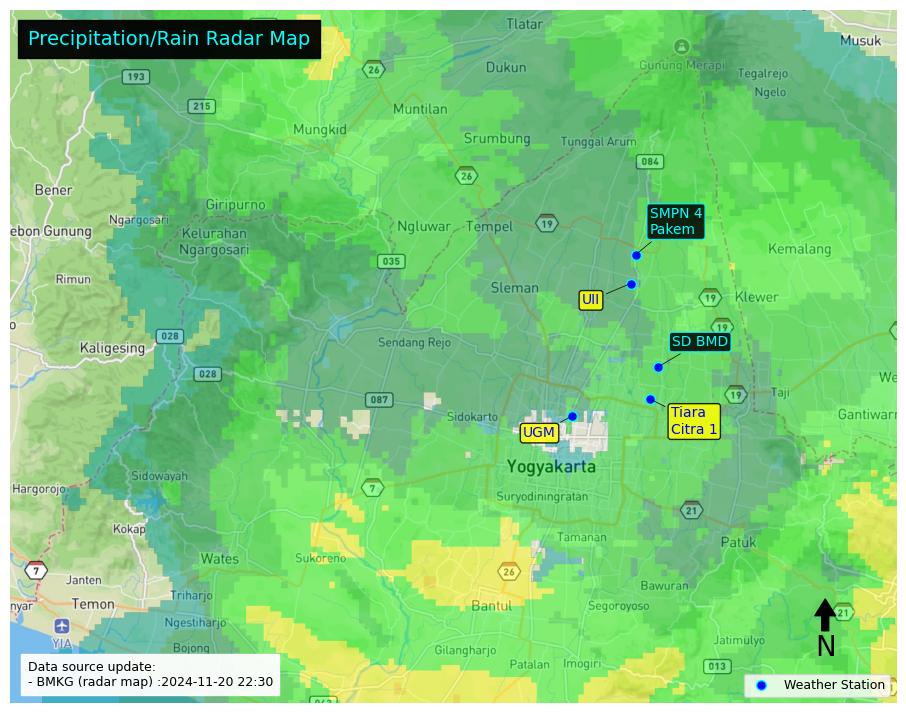 Precipitation/Rain Radar Map
Tlatar
Musuk
Gunung Merapi
Dukun
Tegalrejo
26
193
Ngelo
215
Muntilan
Mungkid
Srumbung
Tunggal Arum
084
26
Bener
Giripurno
SMPN 4
Pakem
Ngargosari
Ngluwar
Tempel
19
ebon Gunung
Kelurahan
Ngargosari
Kemalang
035
Rimun
Sleman
UII
19
Klewer
19
028
Sendang Rejo
SD BMD
Kaligesing
028
We
Taji
19
087
Sidokarto
Tiara
Citra 1
Gantiwarn
UGM
Yogyakarta
Sidowayah
7
Hargorojo
Suryodiningratan
21
Kokap
Tamanan
Patuk
Wates
Sukoreno
7
26
Janten
Bawuran
Triharjo
nyar
Temon
Bantul
Segoroyoso
21
Ngestiharjo
YIA
Jatimulyo
N
Bojong
Gilangharjo
Patalan
Imogiri
013
Data source update:
- BMKG (radar map) :2024-11-20 22:30
Weather Station